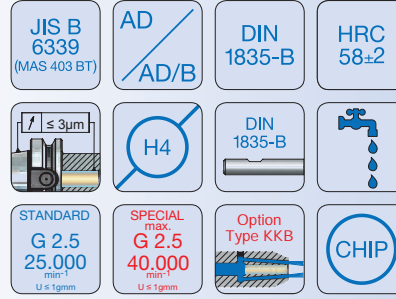 JIS B
6339
(MAS 403 BT)
AD
AD/B
DIN
1835-B
HRC
58±2
↗ ≤ 3µm
H4
DIN
1835-B
STANDARD
G 2.5
25.000
min⁻¹
U ≤ 1gmm
SPECIAL
max.
G 2.5
40.000
min⁻¹
U ≤ 1gmm
Option
Type KKB
CHIP